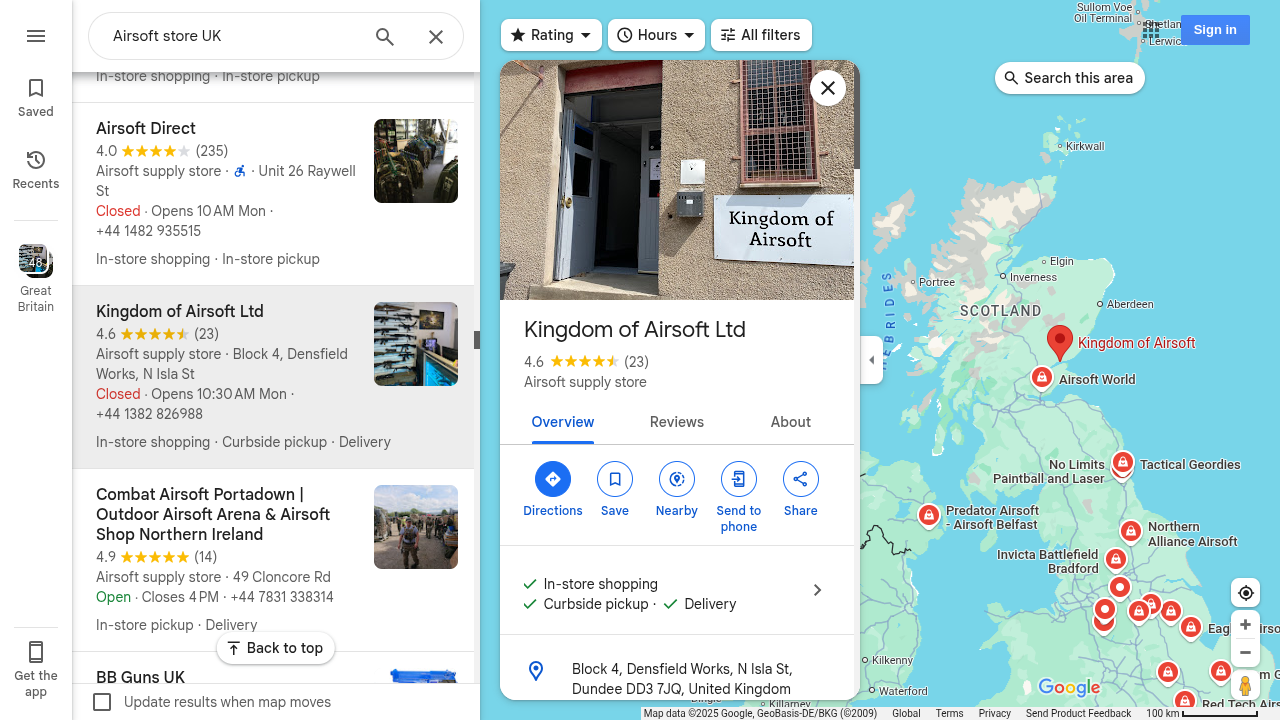 Saved
Recents
48
Great
Britain
Get the
app
Airsoft store UK
In-store shopping · In-store pickup
Airsoft Direct
4.0 (235)
Airsoft supply store · · Unit 26 Raywell
St
Closed · Opens 10 AM Mon ·
+44 1482 935515
In-store shopping · In-store pickup
Kingdom of Airsoft Ltd
4.6 (23)
Airsoft supply store · Block 4, Densfield
Works, N Isla St
Closed · Opens 10:30 AM Mon ·
+44 1382 826988
In-store shopping · Curbside pickup · Delivery
Combat Airsoft Portadown |
Outdoor Airsoft Arena & Airsoft
Shop Northern Ireland
4.9 (14)
Airsoft supply store · 49 Cloncore Rd
Open · Closes 4 PM · +44 7831 338314
In-store pickup · Delivery
Back to top
BB Guns UK
Update results when map moves
Rating
Hours
All filters
Kingdom of
Airsoft
Kingdom of Airsoft Ltd
4.6 (23)
Airsoft supply store
Overview
Reviews
About
Directions
Save
Nearby
Send to
phone
Share
In-store shopping
Curbside pickup · Delivery
Block 4, Densfield Works, N Isla St,
Dundee DD3 7JQ, United Kingdom
Sign in
Search this area
Sullom Voe
Oil Terminal
Shetland
Lerwick
Kirkwall
Elgin
Inverness
Portree
Aberdeen
SCOTLAND
Kingdom of Airsoft
Airsoft World
No Limits
Paintball and Laser
Tactical Geordies
Predator Airsoft
- Airsoft Belfast
Northern
Alliance Airsoft
Invicta Battlefield
Bradford
Kilkenny
Waterford
Killarney
Google
Red Tech Airs
Map data ©2025 Google, GeoBasis-DE/BKG (©2009)
Global
Terms
Privacy
Send Product Feedback
100 km